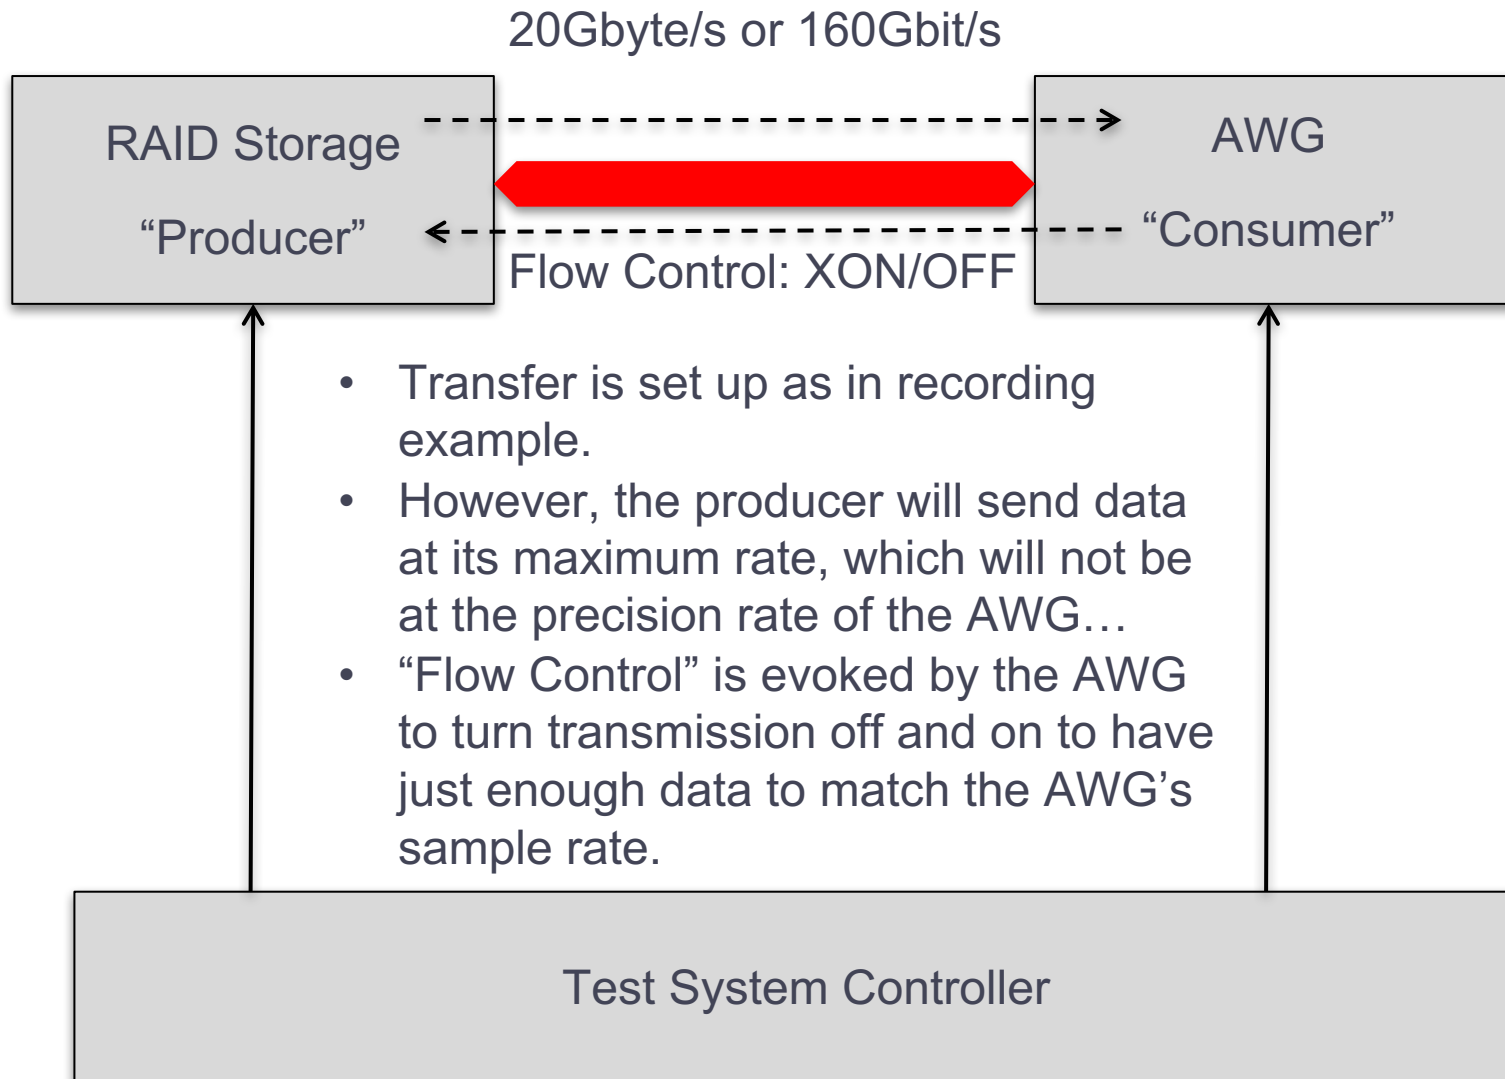 20Gbyte/s or 160Gbit/s
RAID Storage
“Producer”
AWG
“Consumer”
Flow Control: XON/OFF
• Transfer is set up as in recording
example.
• However, the producer will send data
at its maximum rate, which will not be
at the precision rate of the AWG…
• “Flow Control” is evoked by the AWG
to turn transmission off and on to have
just enough data to match the AWG’s
sample rate.
Test System Controller